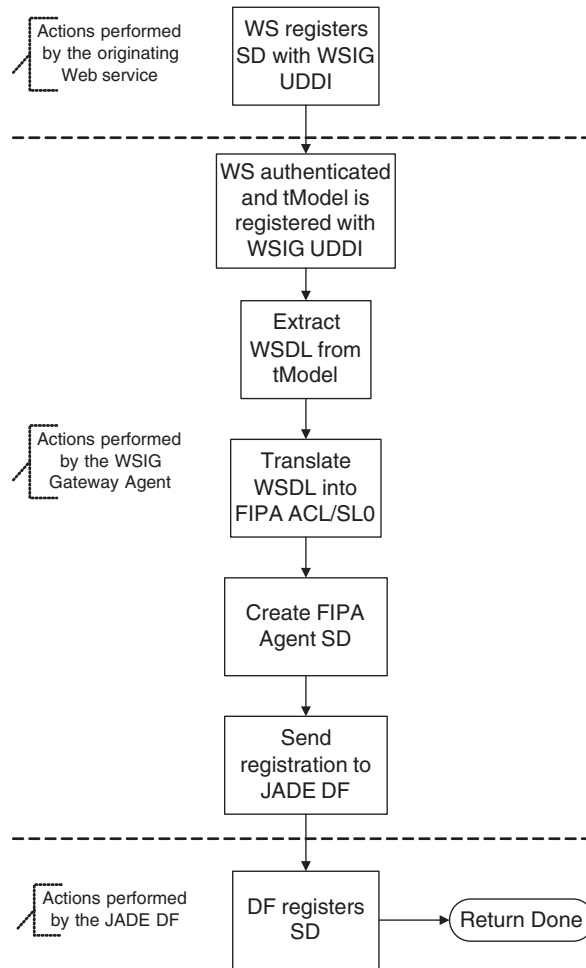 Actions performed
by the originating
Web service
WS registers
SD with WSIG
UDDI
WS authenticated
and tModel is
registered with
WSIG UDDI
Extract
WSDL from
tModel
Actions performed
by the WSIG
Gateway Agent
Translate
WSDL into
FIPA ACL/SL0
Create FIPA
Agent SD
Send
registration to
JADE DF
Actions performed
by the JADE DF
DF registers
SD
Return Done